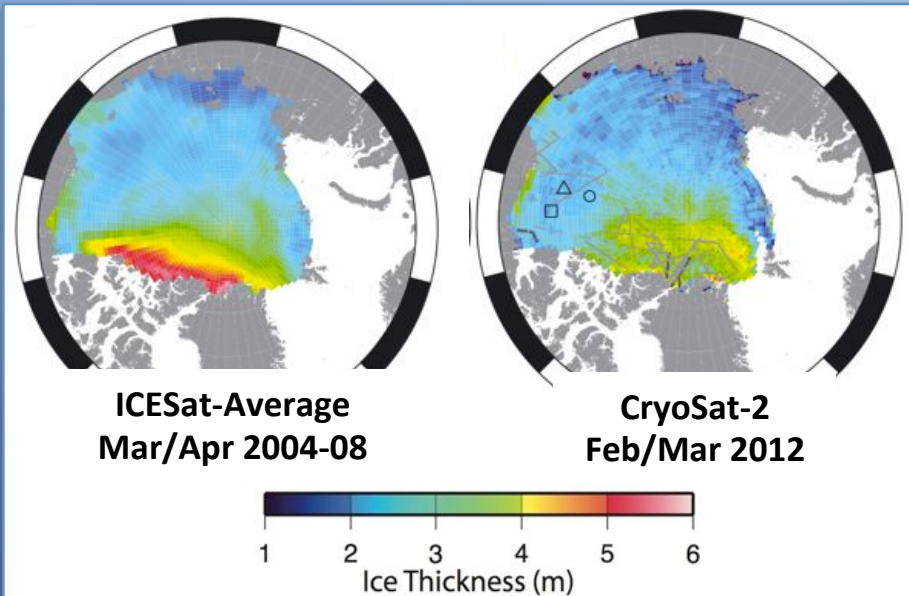 ICESat-Average
Mar/Apr 2004-08
CryoSat-2
Feb/Mar 2012
1 2 3 4 5 6
Ice Thickness (m)